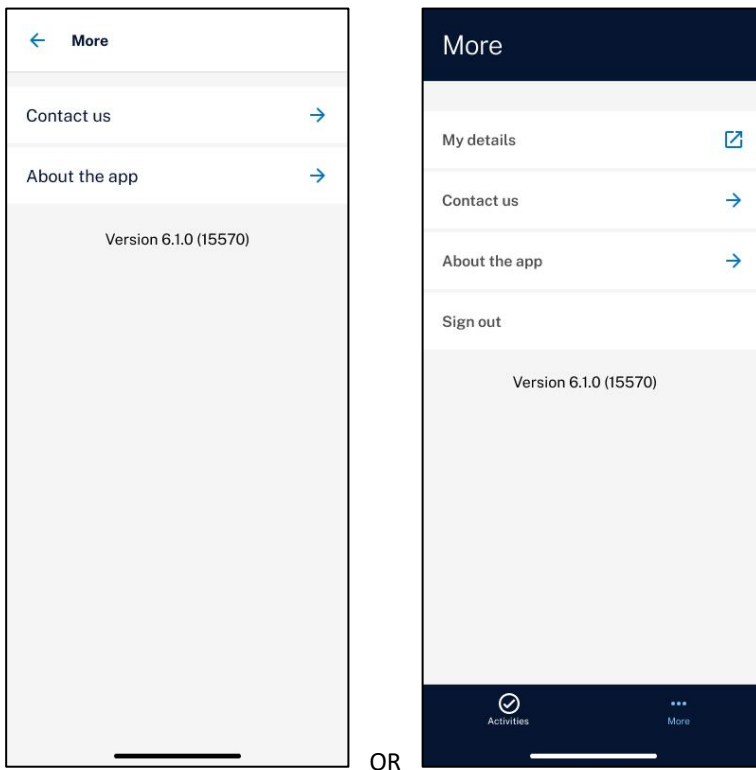 More
Contact us
About the app
Version 6.1.0 (15570)
OR
More
My details
Contact us
About the app
Sign out
Version 6.1.0 (15570)
Activities
More